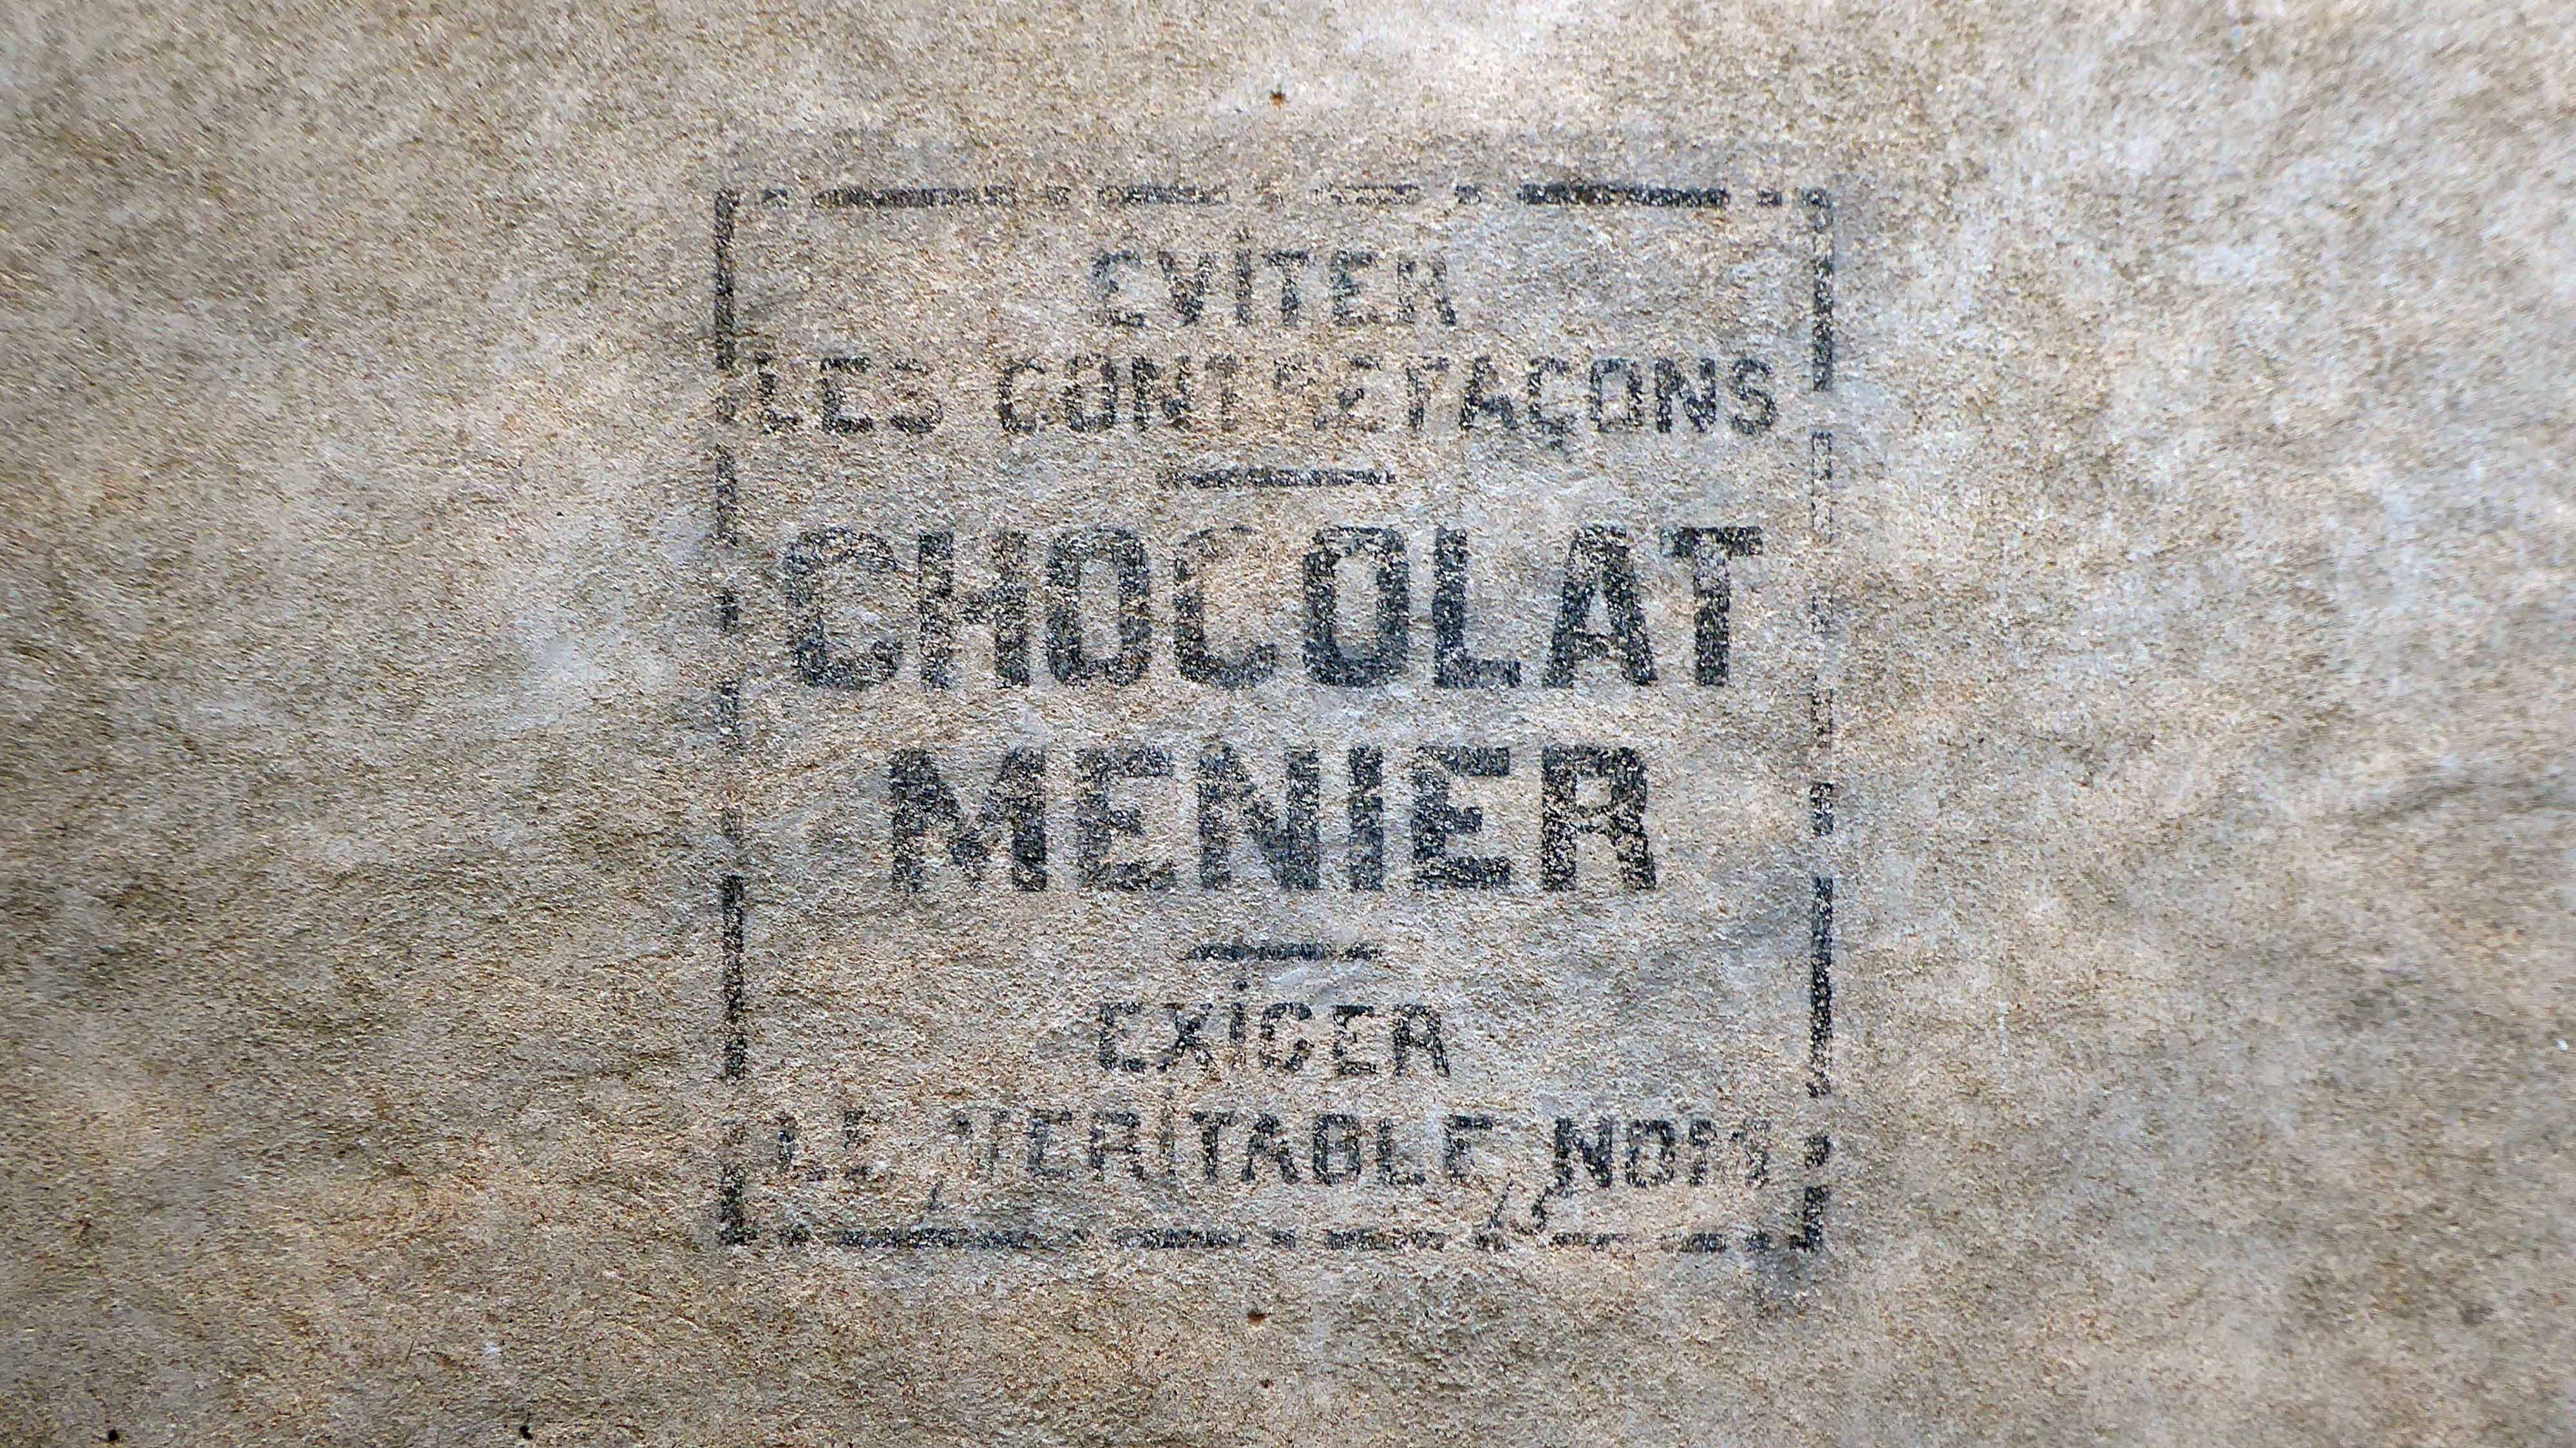 EViTER
LES CONTREFAÇONS
CHOCOLAT
MENIER
EXiGER
LE VERiTABLE NOM